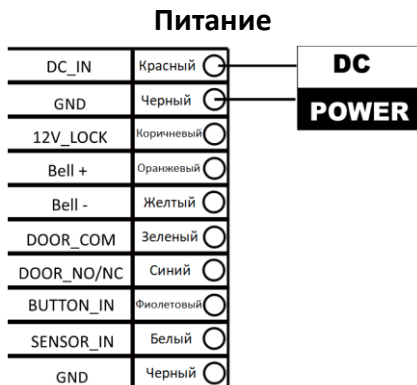 Питание
DC_IN Красный DC
GND Черный POWER
12V_LOCK Коричневый
Bell + Оранжевый
Bell - Желтый
DOOR_COM Зеленый
DOOR_NO/NC Синий
BUTTON_IN Фиолетовый
SENSOR_IN Белый
GND Черный